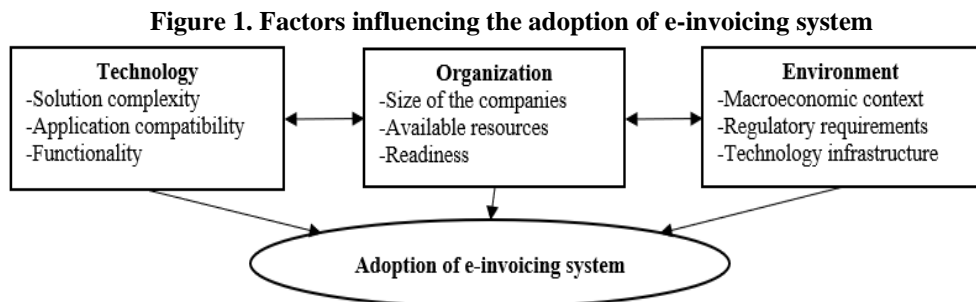 Figure 1. Factors influencing the adoption of e-invoicing system
Technology
-Solution complexity
-Application compatibility
-Functionality
Organization
-Size of the companies
-Available resources
-Readiness
Environment
-Macroeconomic context
-Regulatory requirements
-Technology infrastructure
Adoption of e-invoicing system